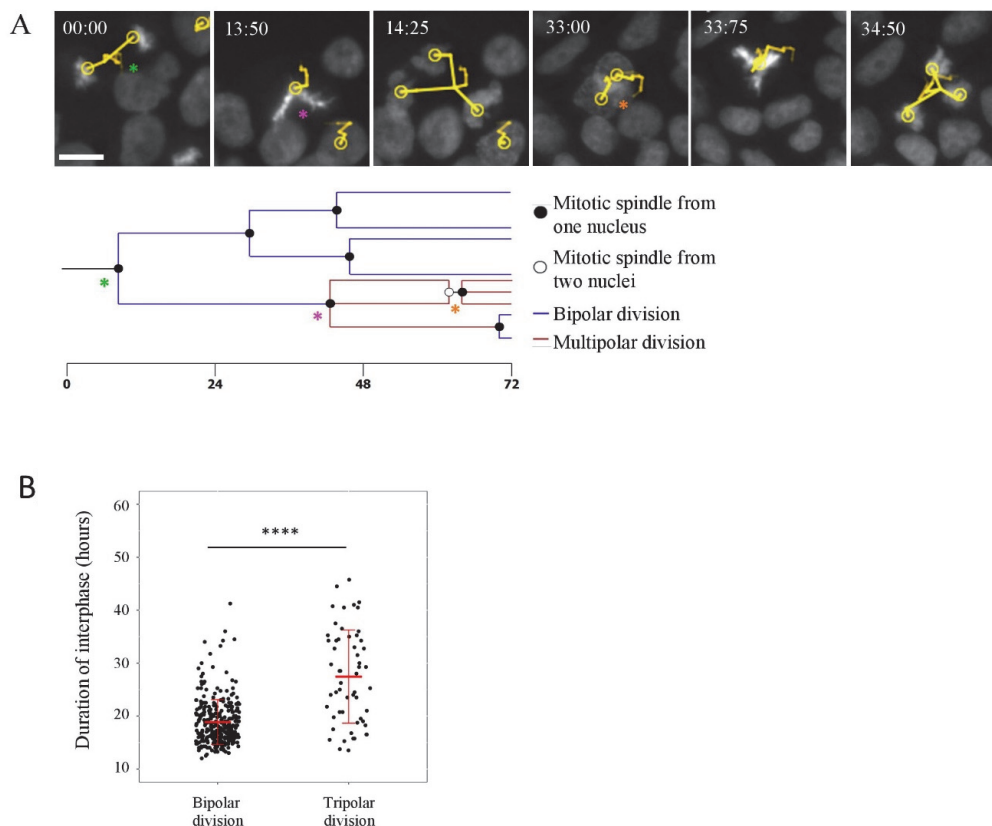 A
00:00 13:50 14:25 33:00 33:75 34:50
*
*
*
Mitotic spindle from
one nucleus
Mitotic spindle from
two nuclei
Bipolar division
Multipolar division
*
*
*
0 24 48 72
B
Duration of interphase (hours)
60
50
40
30
20
10
****
Bipolar
division
Tripolar
division